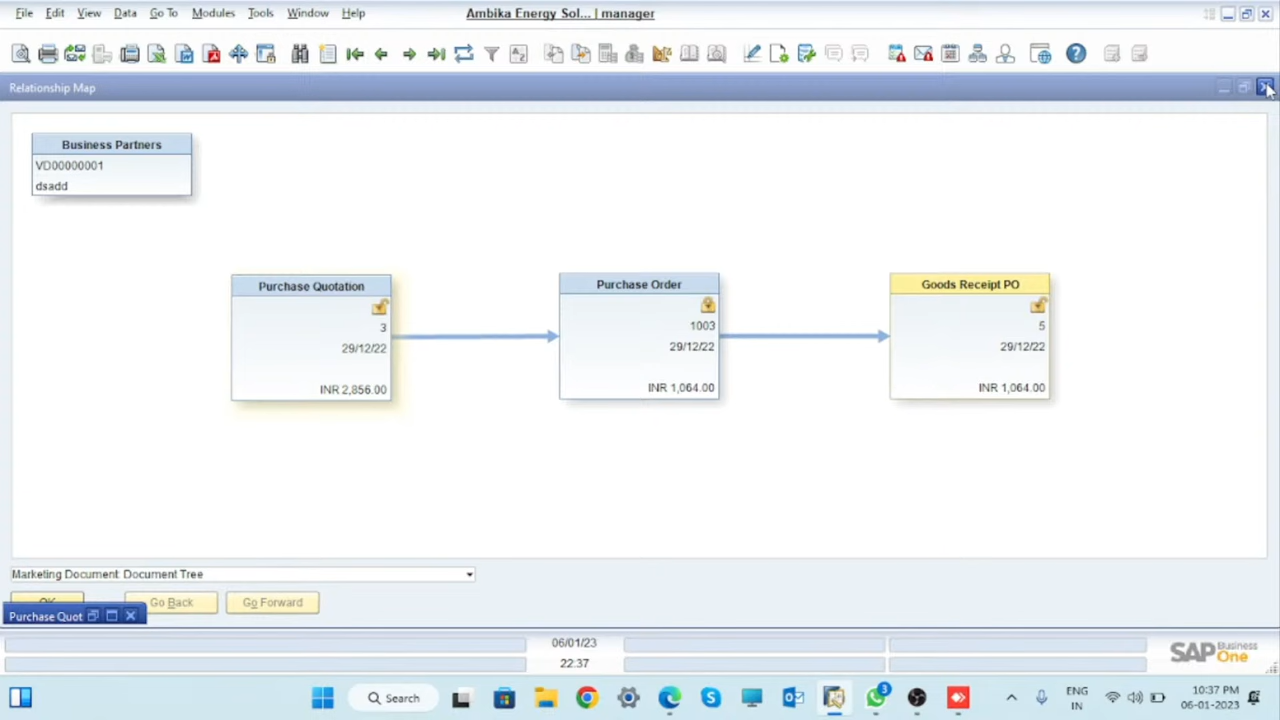 File Edit View Data Go To Modules Tools Window Help
Ambika Energy Sol... | manager
Relationship Map
Business Partners
VD00000001
dsadd
Purchase Quotation
3
29/12/22
INR 2,856.00
Purchase Order
1003
29/12/22
INR 1,064.00
Goods Receipt PO
5
29/12/22
INR 1,064.00
Marketing Document: Document Tree
OK
Go Back
Go Forward
Purchase Quot
06/01/23
22:37
SAP Business One
Search
3
ENG
IN
10:37 PM
06-01-2023